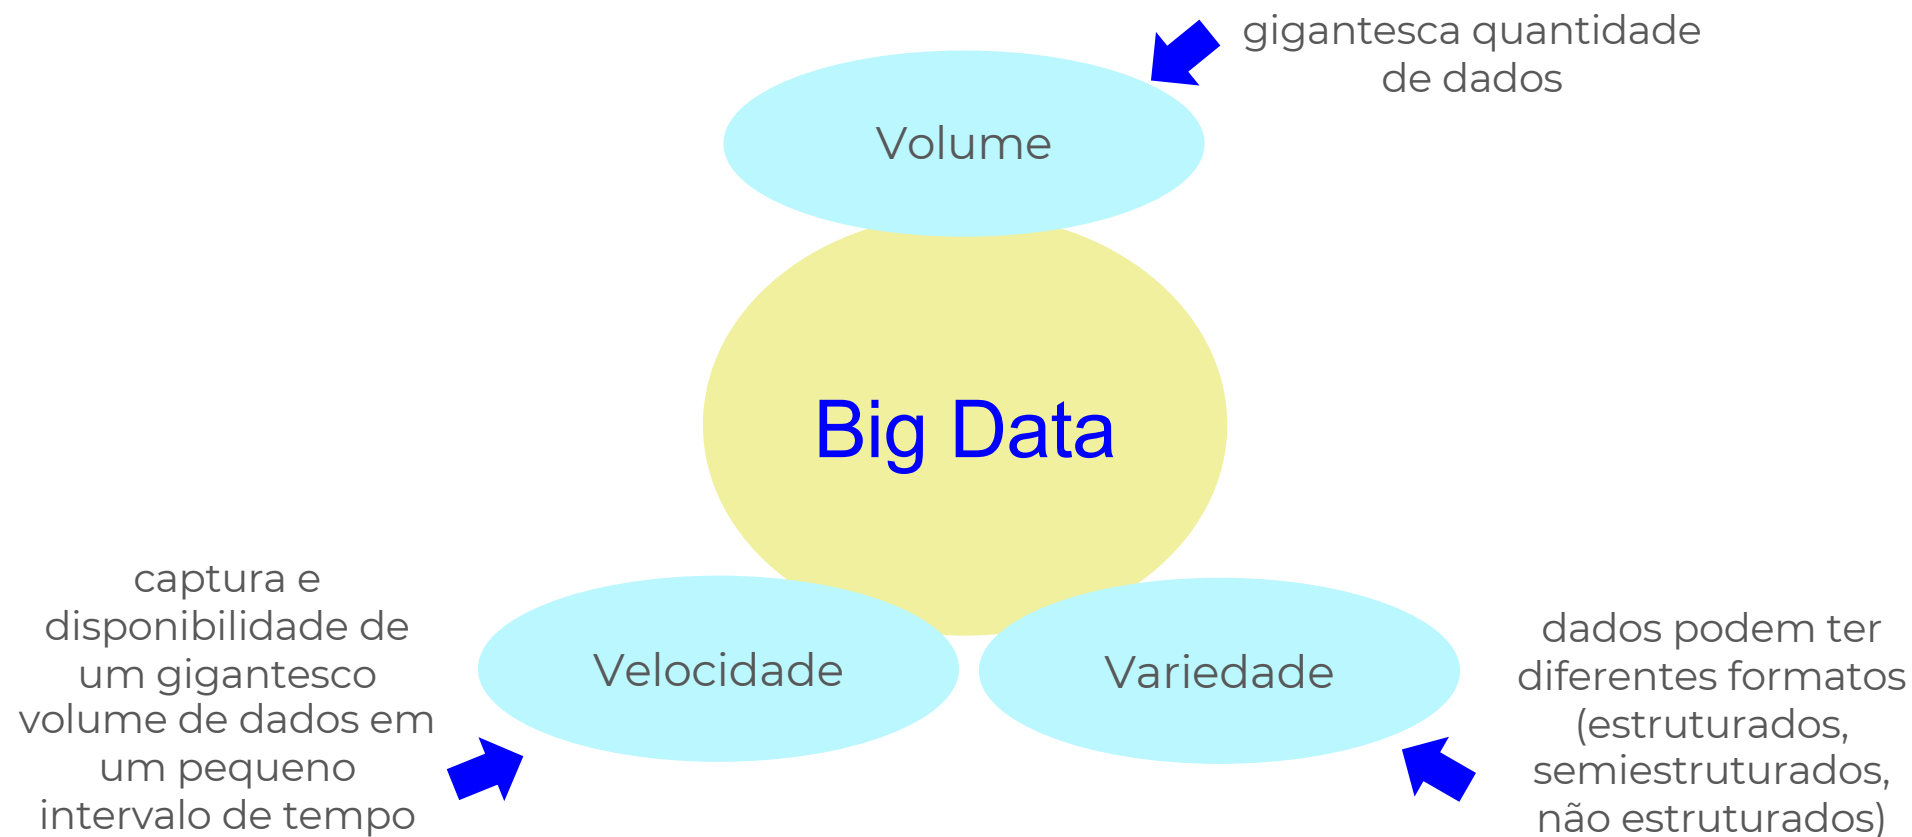 gigantesca quantidade
de dados
Volume
Big Data
captura e
disponibilidade de
um gigantesco
volume de dados em
um pequeno
intervalo de tempo
Velocidade
Variedade
dados podem ter
diferentes formatos
(estruturados,
semiestruturados,
não estruturados)